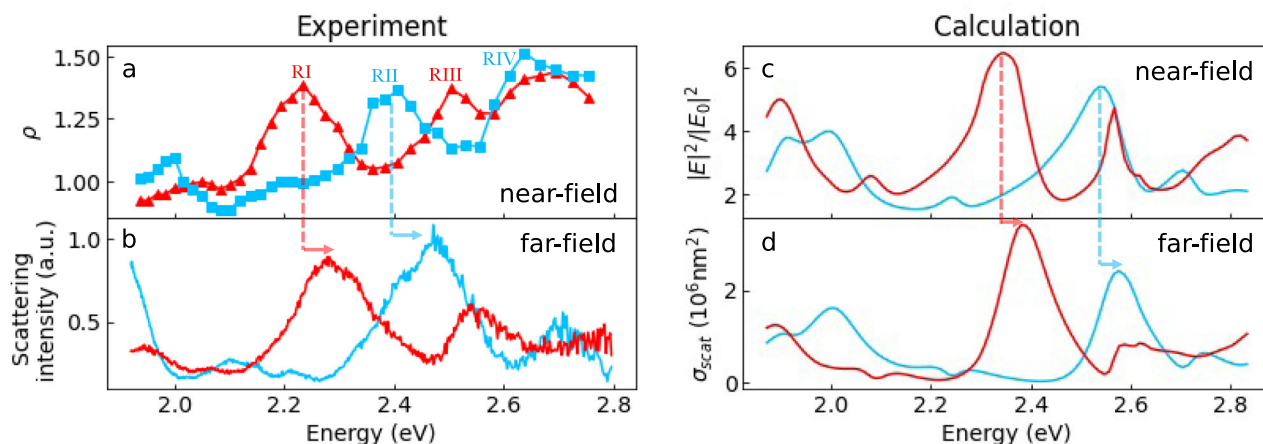 Experiment
Calculation
a
RI
RII
RIII
RIV
1.50
1.25
1.00
ρ
near-field
b
far-field
1.0
0.5
Scattering
intensity (a.u.)
2.0 2.2 2.4 2.6 2.8
Energy (eV)
c
near-field
6
4
2
|E|²/|E₀|²
d
far-field
2
0
σscat (10⁶nm²)
2.0 2.2 2.4 2.6 2.8
Energy (eV)